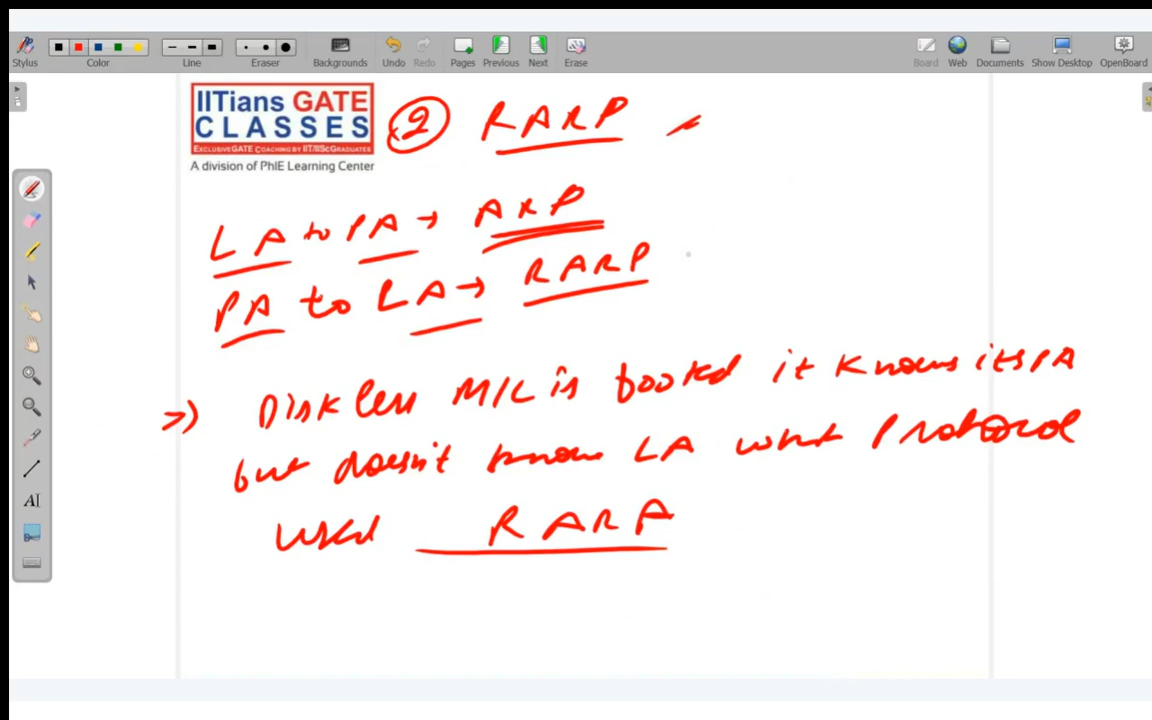 Stylus
Color
Line
Eraser
Backgrounds
Undo
Redo
Pages
Previous
Next
Erase
Board
Web
Documents
Show Desktop
OpenBoard
IITians GATE
CLASSES
EXCLUSIVE GATE COACHING BY IIT/IISC GRADUATES
A division of PhIE Learning Center
2 RARP
LA to PA → ARP
PA to LA → RARP
=> Diskless M/C is booted it knows its PA
but doesn't know LA what Protocol
used RARA
AI